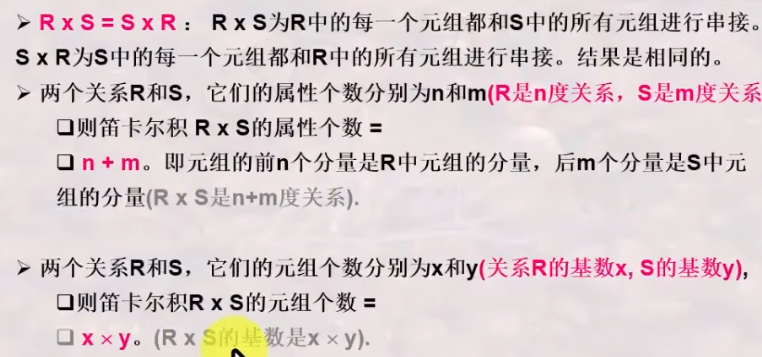 ➢ R x S = S x R ： R x S为R中的每一个元组都和S中的所有元组进行串接。
S x R为S中的每一个元组都和R中的所有元组进行串接。结果是相同的。
➢ 两个关系R和S，它们的属性个数分别为n和m(R是n度关系，S是m度关系
❑则笛卡尔积 R x S的属性个数 =
❑ n + m。即元组的前n个分量是R中元组的分量，后m个分量是S中元
组的分量(R x S是n+m度关系).
➢ 两个关系R和S，它们的元组个数分别为x和y(关系R的基数x, S的基数y),
❑则笛卡尔积R x S的元组个数 =
❑ x × y。(R x S的基数是x × y).